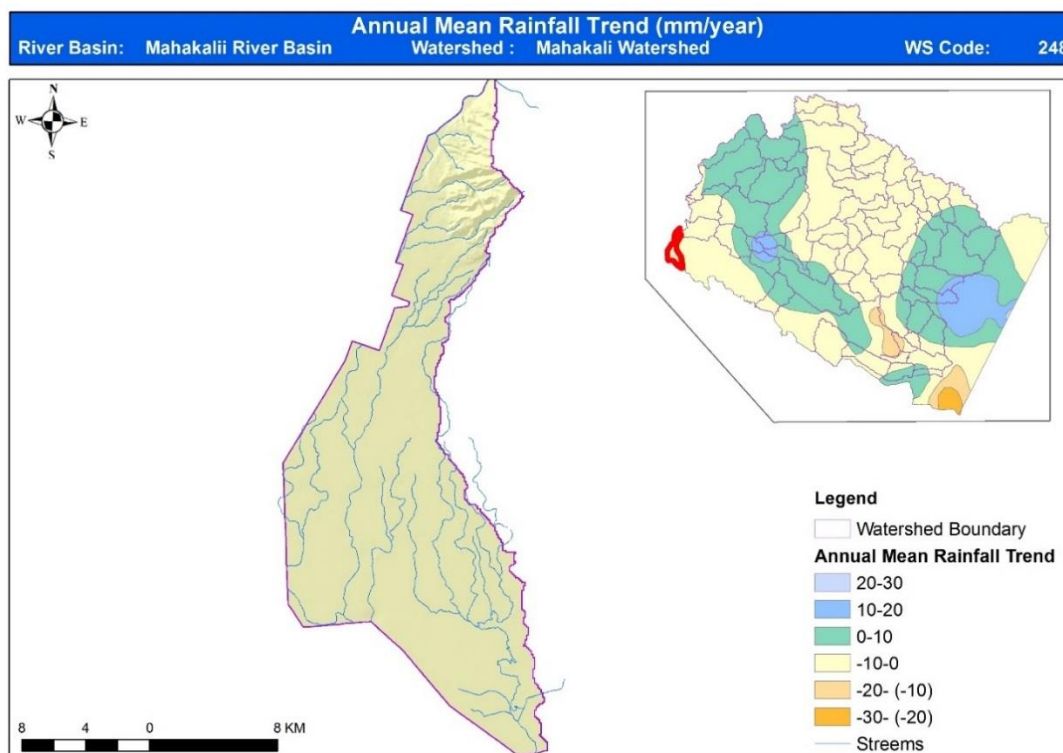 Annual Mean Rainfall Trend (mm/year)
River Basin: Mahakalii River Basin Watershed : Mahakali Watershed WS Code: 248
N
W E
S
Legend
Watershed Boundary
Annual Mean Rainfall Trend
20-30
10-20
0-10
-10-0
-20- (-10)
-30- (-20)
Streems
8 4 0 8 KM